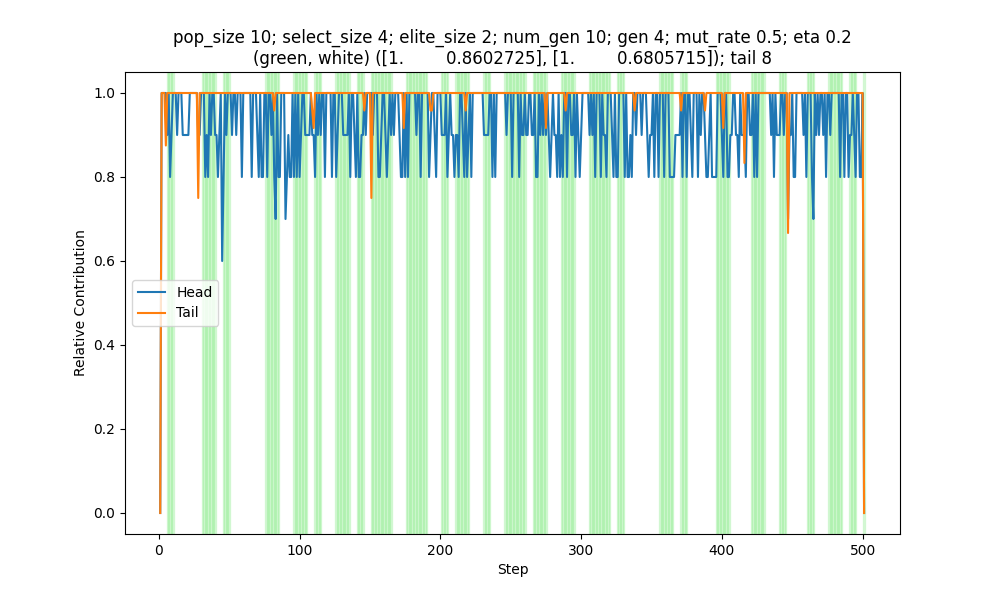 pop_size 10; select_size 4; elite_size 2; num_gen 10; gen 4; mut_rate 0.5; eta 0.2
(green, white) ([1.         0.8602725], [1.         0.6805715]); tail 8
1.0
0.8
0.6
0.4
0.2
0.0
Relative Contribution
Head
Tail
0 100 200 300 400 500
Step